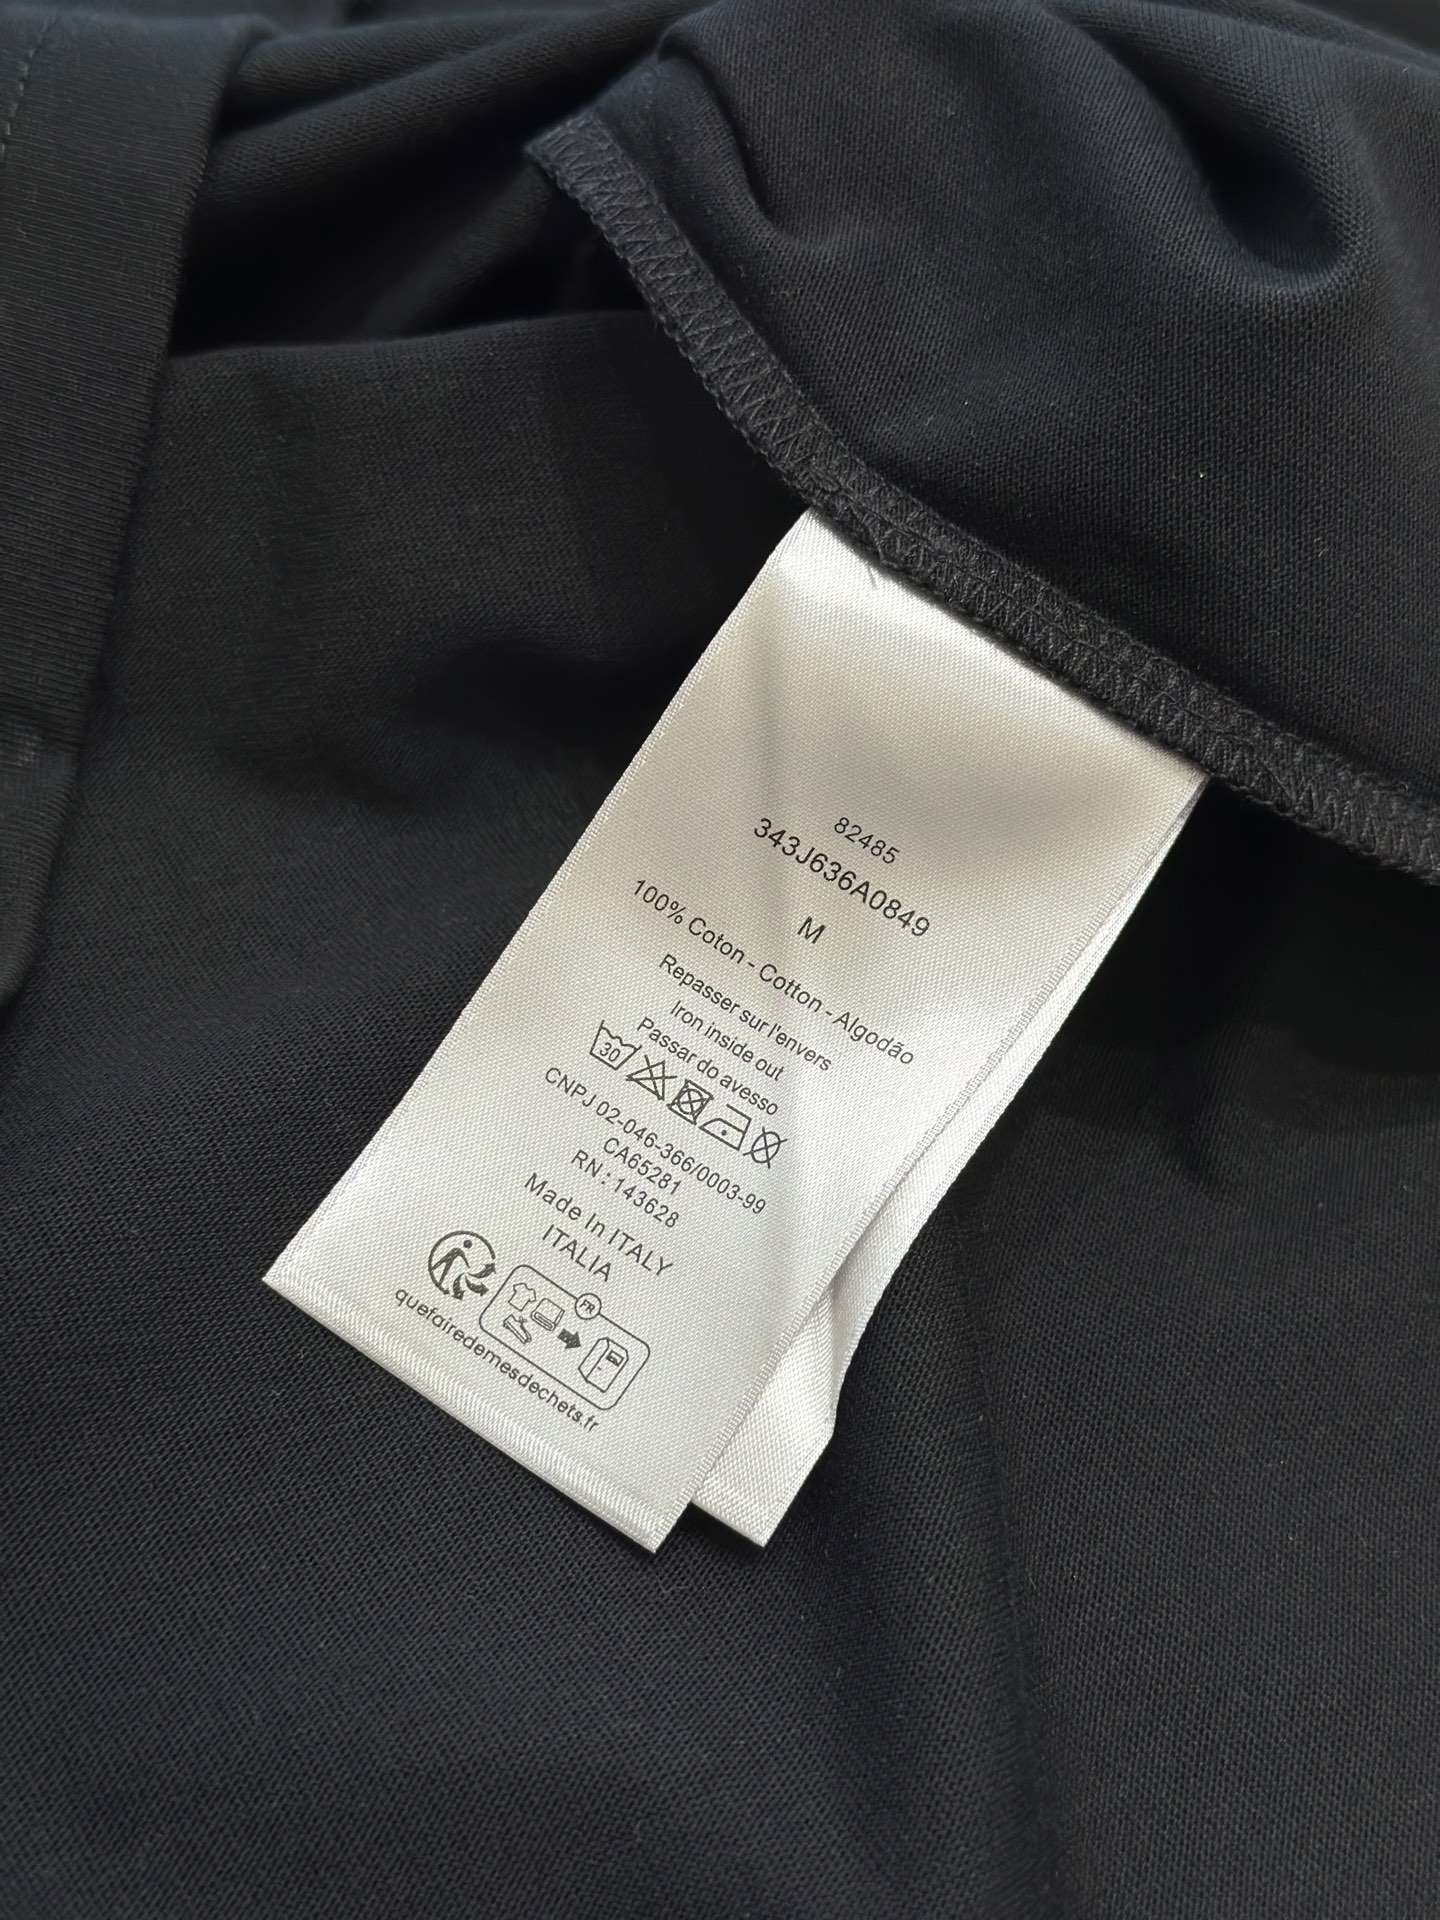 82485
343J636A0849
M
100% Coton - Cotton - Algodão
Repasser sur l'envers
Iron inside out
Passar do avesso
30
CNPJ 02-046-366/0003-99
CA65281
RN : 143628
Made In ITALY
ITALIA
FR
quefairedemesdechets.fr